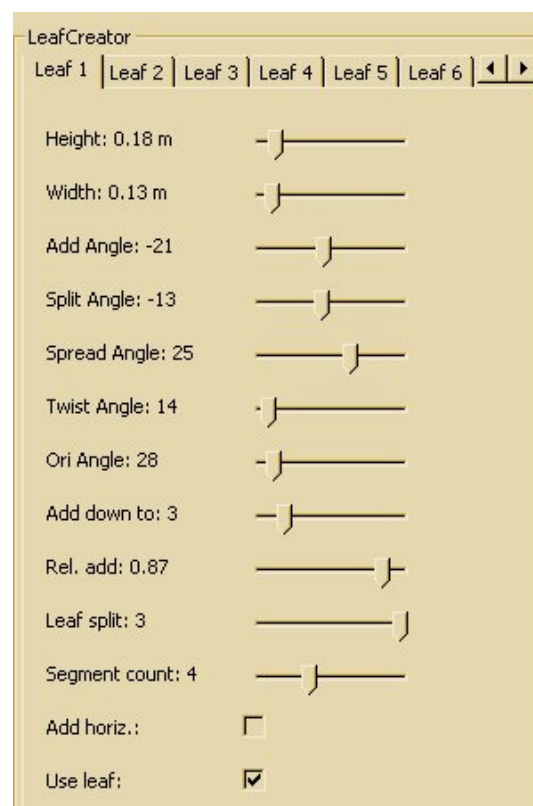 LeafCreator
Leaf 1 Leaf 2 Leaf 3 Leaf 4 Leaf 5 Leaf 6
Height: 0.18 m
Width: 0.13 m
Add Angle: -21
Split Angle: -13
Spread Angle: 25
Twist Angle: 14
Ori Angle: 28
Add down to: 3
Rel. add: 0.87
Leaf split: 3
Segment count: 4
Add horiz.:
Use leaf: